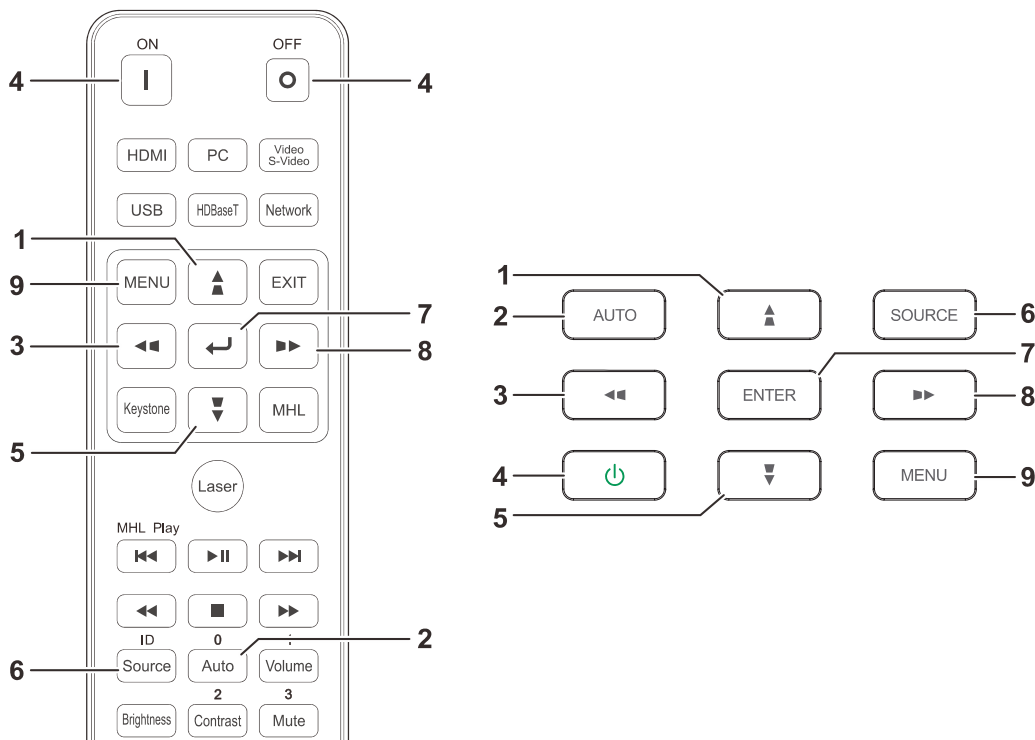 ON OFF
4 4
HDMI PC Video
S-Video
USB HDBaseT Network
1
9 MENU EXIT
7
3 8
Keystone MHL
5
Laser
MHL Play
ID 0 :
2
6 Source Auto Volume
2 3
Brightness Contrast Mute
1
2 AUTO SOURCE 6
7
3 ENTER 8
4 MENU 9
5